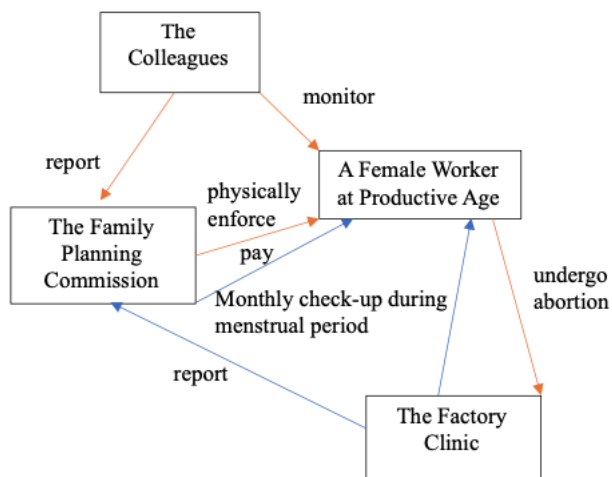 The
Colleagues
monitor
report
A Female Worker
at Productive Age
physically
enforce
The Family
Planning
Commission
pay
undergo
abortion
Monthly check-up during
menstrual period
report
The Factory
Clinic